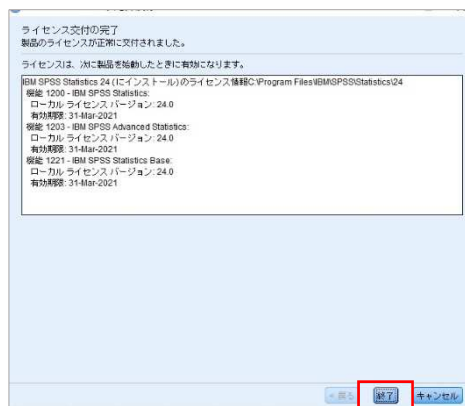 ライセンス交付の完了
製品のライセンスが正常に交付されました。
ライセンスは、次に製品を始動したときに有効になります。
IBM SPSS Statistics 24 (にインストール)のライセンス情報C:\Program Files\IBM\SPSS\Statistics\24
機能 1200 - IBM SPSS Statistics:
ローカル ライセンス バージョン: 24.0
有効期限: 31-Mar-2021
機能 1203 - IBM SPSS Advanced Statistics:
ローカル ライセンス バージョン: 24.0
有効期限: 31-Mar-2021
機能 1221 - IBM SPSS Statistics Base:
ローカル ライセンス バージョン: 24.0
有効期限: 31-Mar-2021
< 戻る 終了 キャンセル